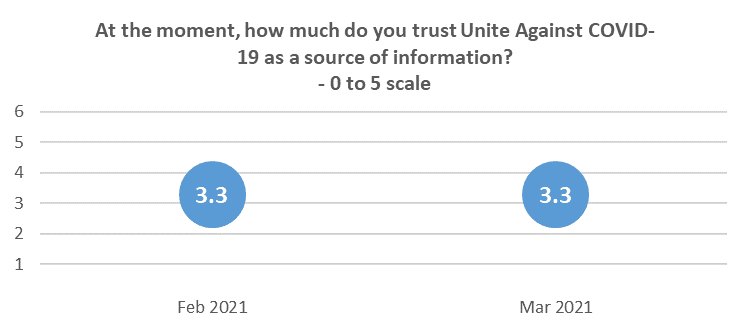 At the moment, how much do you trust Unite Against COVID-
19 as a source of information?
- 0 to 5 scale
6
5
4
3
2
1
3.3
3.3
Feb 2021
Mar 2021